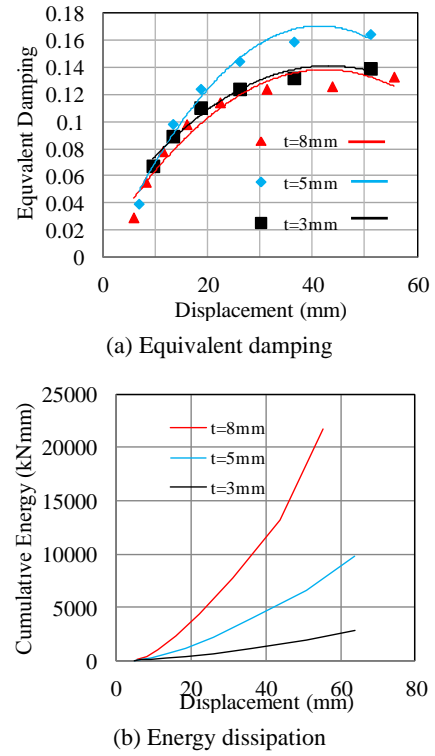 0.18
0.16
0.14
0.12
0.1
0.08
0.06
0.04
0.02
0
Equvalent Damping
t=8mm
t=5mm
t=3mm
0 20 40 60
Displacement (mm)
(a) Equivalent damping
25000
20000
15000
10000
5000
0
Cumulative Energy (kNmm)
t=8mm
t=5mm
t=3mm
0 20 40 60 80
Displacement (mm)
(b) Energy dissipation